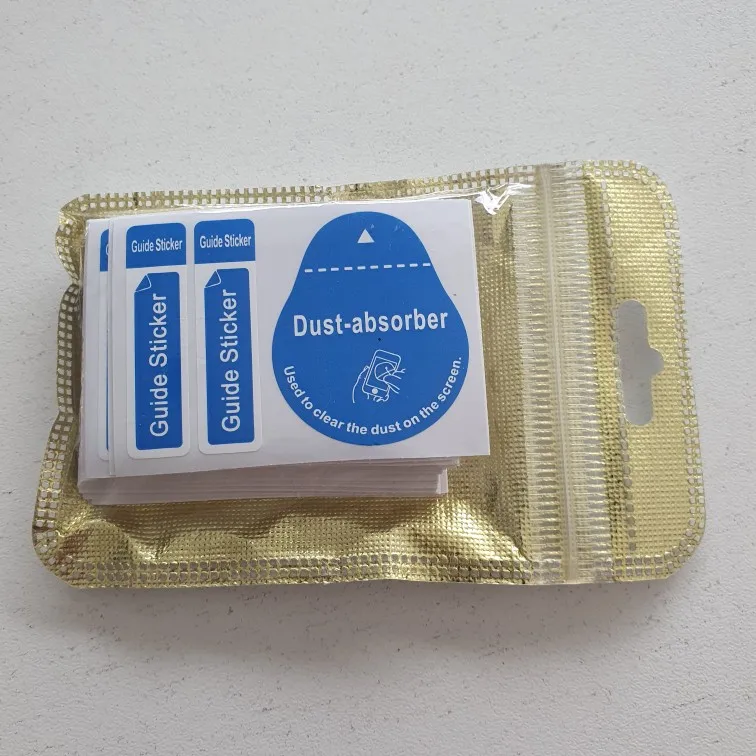 Guide Sticker
Guide Sticker
Guide Sticker
Guide Sticker
Dust-absorber
Used to clear the dust on the screen.